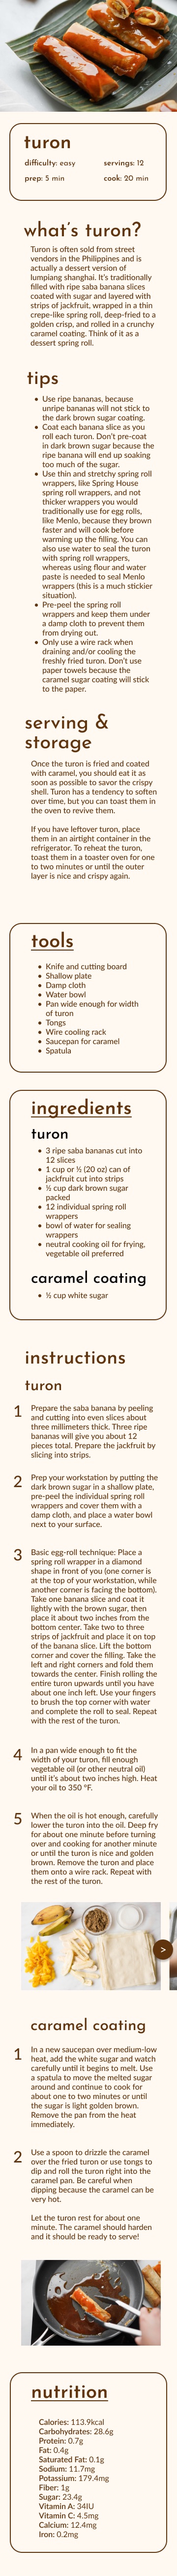 turon
difficulty: easy
servings: 12
prep: 5 min
cook: 20 min
what's turon?
Turon is often sold from street
vendors in the Philippines and is
actually a dessert version of
lumpiang shanghai. It's traditionally
filled with ripe saba banana slices
coated with sugar and layered with
strips of jackfruit, wrapped in a thin
crepe-like spring roll, deep-fried to a
golden crisp, and rolled in a crunchy
caramel coating. Think of it as a
dessert spring roll.
tips
• Use ripe bananas, because
unripe bananas will not stick to
the dark brown sugar coating.
• Coat each banana slice as you
roll each turon. Don't pre-coat
in dark brown sugar because the
ripe banana will end up soaking
too much of the sugar.
• Use thin and stretchy spring roll
wrappers, like Spring House
spring roll wrappers, and not
thicker wrappers you would
traditionally use for egg rolls,
like Menlo, because they brown
faster and will cook before
warming up the filling. You can
also use water to seal the turon
with spring roll wrappers,
whereas using flour and water
paste is needed to seal Menlo
wrappers (this is a much stickier
situation).
• Pre-peel the spring roll
wrappers and keep them under
a damp cloth to prevent them
from drying out.
• Only use a wire rack when
draining and/or cooling the
freshly fried turon. Don't use
paper towels because the
caramel sugar coating will stick
to the paper.
serving &
storage
Once the turon is fried and coated
with caramel, you should eat it as
soon as possible to savor the crispy
shell. Turon has a tendency to soften
over time, but you can toast them in
the oven to revive them.
If you have leftover turon, place
them in an airtight container in the
refrigerator. To reheat the turon,
toast them in a toaster oven for one
to two minutes or until the outer
layer is nice and crispy again.
tools
• Knife and cutting board
• Shallow plate
• Damp cloth
• Water bowl
• Pan wide enough for width
of turon
• Tongs
• Wire cooling rack
• Saucepan for caramel
• Spatula
ingredients
turon
• 3 ripe saba bananas cut into
12 slices
• 1 cup or ½ (20 oz) can of
jackfruit cut into strips
• ½ cup dark brown sugar
packed
• 12 individual spring roll
wrappers
• bowl of water for sealing
wrappers
• neutral cooking oil for frying,
vegetable oil preferred
caramel coating
• ½ cup white sugar
instructions
turon
1 Prepare the saba banana by peeling
and cutting into even slices about
three millimeters thick. Three ripe
bananas will give you about 12
pieces total. Prepare the jackfruit by
slicing into strips.
2 Prep your workstation by putting the
dark brown sugar in a shallow plate,
pre-peel the individual spring roll
wrappers and cover them with a
damp cloth, and place a water bowl
next to your surface.
3 Basic egg-roll technique: Place a
spring roll wrapper in a diamond
shape in front of you (one corner is
at the top of your workstation, while
another corner is facing the bottom).
Take one banana slice and coat it
lightly with the brown sugar, then
place it about two inches from the
bottom center. Take two to three
strips of jackfruit and place it on top
of the banana slice. Lift the bottom
corner and cover the filling. Take the
left and right corners and fold them
towards the center. Finish rolling the
entire turon upwards until you have
about one inch left. Use your fingers
to brush the top corner with water
and complete the roll to seal. Repeat
with the rest of the turon.
4 In a pan wide enough to fit the
width of your turon, fill enough
vegetable oil (or other neutral oil)
until it's about two inches high. Heat
your oil to 350 °F.
5 When the oil is hot enough, carefully
lower the turon into the oil. Deep fry
for about one minute before turning
over and cooking for another minute
or until the turon is nice and golden
brown. Remove the turon and place
them onto a wire rack. Repeat with
the rest of the turon.
>
caramel coating
1 In a new saucepan over medium-low
heat, add the white sugar and watch
carefully until it begins to melt. Use
a spatula to move the melted sugar
around and continue to cook for
about one to two minutes or until
the sugar is light golden brown.
Remove the pan from the heat
immediately.
2 Use a spoon to drizzle the caramel
over the fried turon or use tongs to
dip and roll the turon right into the
caramel pan. Be careful when
dipping because the caramel can be
very hot.
Let the turon rest for about one
minute. The caramel should harden
and it should be ready to serve!
nutrition
Calories: 113.9kcal
Carbohydrates: 28.6g
Protein: 0.7g
Fat: 0.4g
Saturated Fat: 0.1g
Sodium: 11.7mg
Potassium: 179.4mg
Fiber: 1g
Sugar: 23.4g
Vitamin A: 34IU
Vitamin C: 4.5mg
Calcium: 12.4mg
Iron: 0.2mg